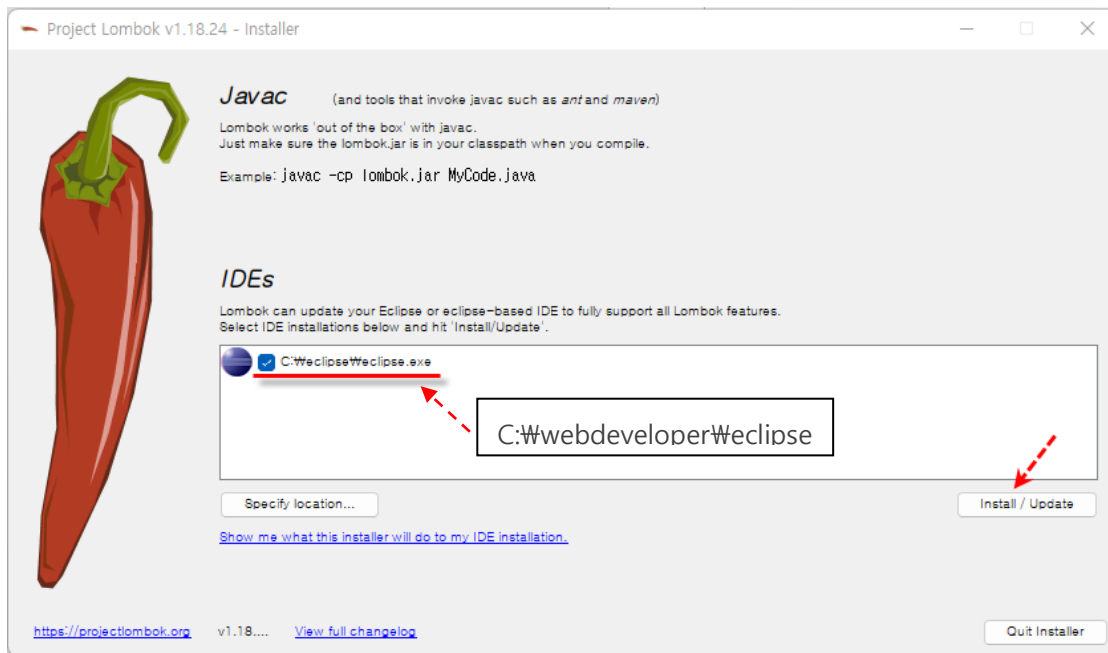 Project Lombok v1.18.24 - Installer
Javac (and tools that invoke javac such as ant and maven)
Lombok works 'out of the box' with javac.
Just make sure the lombok.jar is in your classpath when you compile.
Example: javac -cp lombok.jar MyCode.java
IDEs
Lombok can update your Eclipse or eclipse-based IDE to fully support all Lombok features.
Select IDE installations below and hit 'Install/Update'.
C:₩eclipse₩eclipse.exe
C:₩webdeveloper₩eclipse
Specify location...
Install / Update
Show me what this installer will do to my IDE installation.
https://projectlombok.org v1.18.... View full changelog
Quit Installer